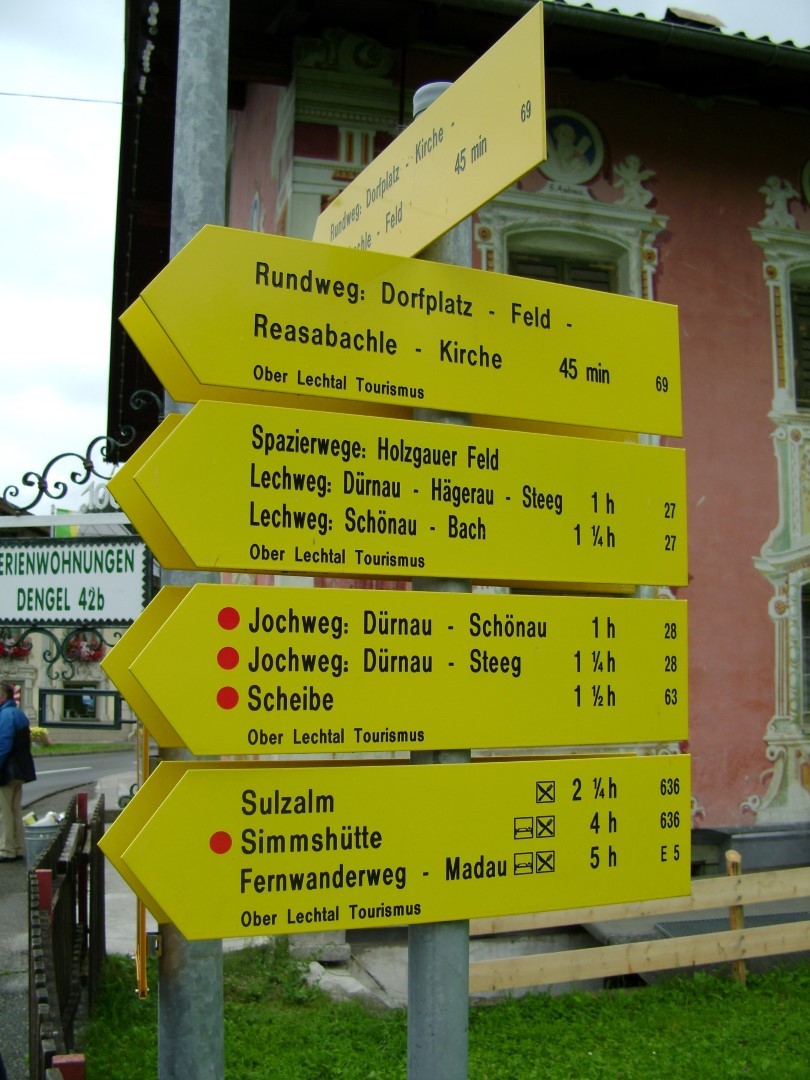 Rundweg: Dorfplatz - Kirche -
- Feld 45 min 69
Rundweg: Dorfplatz - Feld -
Reasabachle - Kirche 45 min 69
Ober Lechtal Tourismus
Spazierwege: Holzgauer Feld
Lechweg: Dürnau - Hägerau - Steeg 1 h 27
Lechweg: Schönau - Bach 1 ¼ h 27
Ober Lechtal Tourismus
ERIENWOHNUNGEN
DENGEL 42b
Jochweg: Dürnau - Schönau 1 h 28
Jochweg: Dürnau - Steeg 1 ¼ h 28
Scheibe 1 ½ h 63
Ober Lechtal Tourismus
Sulzalm 2 ¼ h 636
Simmshütte 4 h 636
Fernwanderweg - Madau 5 h E 5
Ober Lechtal Tourismus